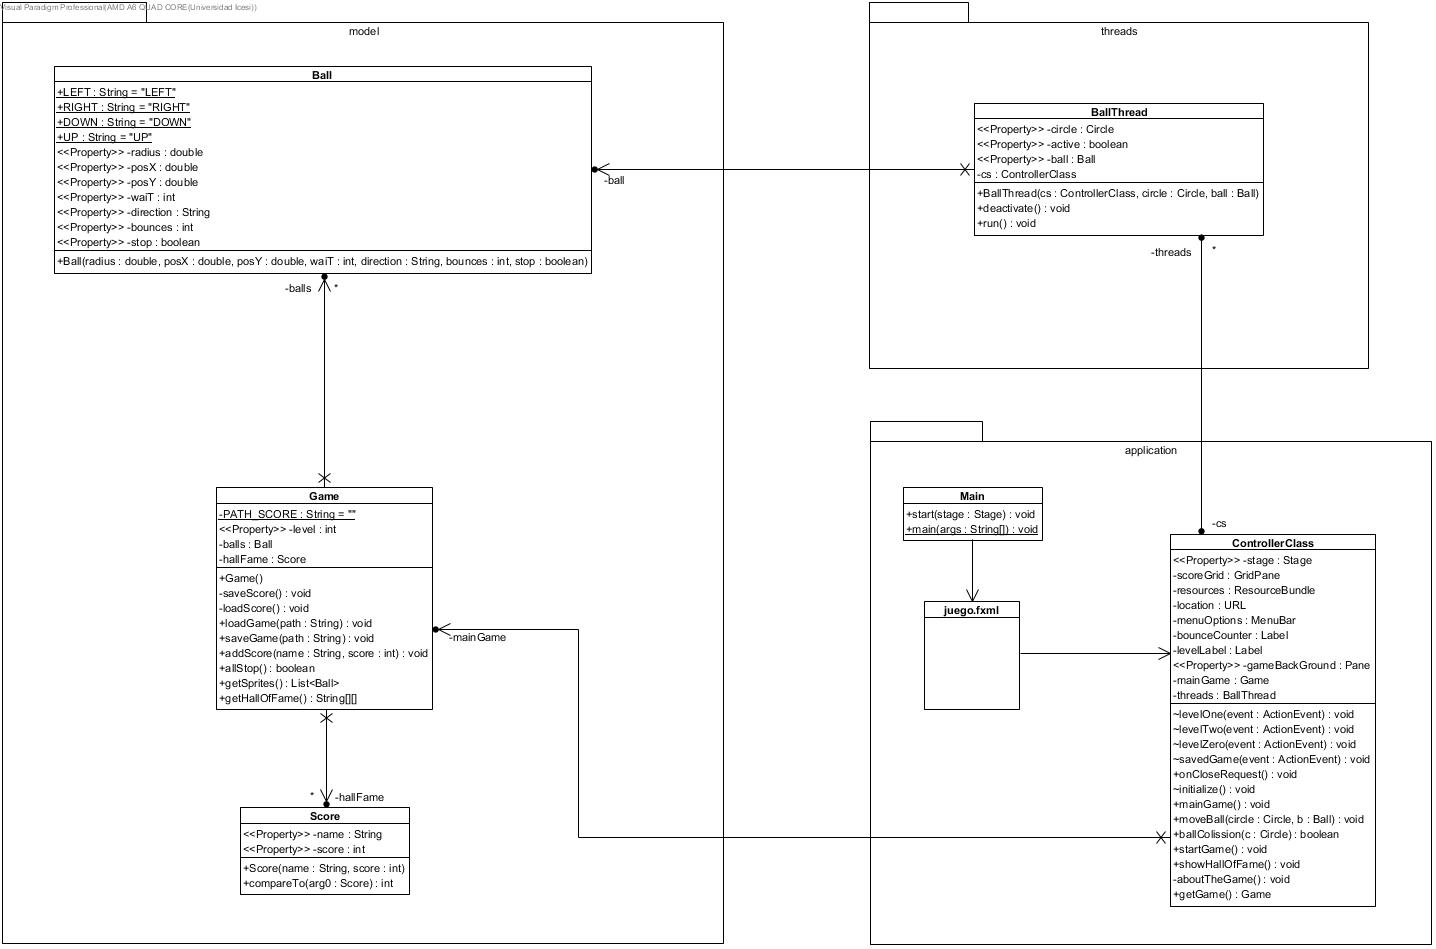 Visual Paradigm Professional(AMD A6 QUAD CORE(Universidad Icesi))
model
Ball
+LEFT : String = "LEFT"
+RIGHT : String = "RIGHT"
+DOWN : String = "DOWN"
+UP : String = "UP"
<<Property>> -radius : double
<<Property>> -posX : double
<<Property>> -posY : double
<<Property>> -waiT : int
<<Property>> -direction : String
<<Property>> -bounces : int
<<Property>> -stop : boolean
+Ball(radius : double, posX : double, posY : double, waiT : int, direction : String, bounces : int, stop : boolean)
-balls
*
-ball
Game
-PATH_SCORE : String = ""
<<Property>> -level : int
-balls : Ball
-hallFame : Score
+Game()
-saveScore() : void
-loadScore() : void
+loadGame(path : String) : void
+saveGame(path : String) : void
+addScore(name : String, score : int) : void
+allStop() : boolean
+getSprites() : List<Ball>
+getHallOfFame() : String[][]
-mainGame
*
-hallFame
Score
<<Property>> -name : String
<<Property>> -score : int
+Score(name : String, score : int)
+compareTo(arg0 : Score) : int
threads
BallThread
<<Property>> -circle : Circle
<<Property>> -active : boolean
<<Property>> -ball : Ball
-cs : ControllerClass
+BallThread(cs : ControllerClass, circle : Circle, ball : Ball)
+deactivate() : void
+run() : void
-threads
*
application
Main
+start(stage : Stage) : void
+main(args : String[]) : void
juego.fxml
-cs
ControllerClass
<<Property>> -stage : Stage
-scoreGrid : GridPane
-resources : ResourceBundle
-location : URL
-menuOptions : MenuBar
-bounceCounter : Label
-levelLabel : Label
<<Property>> -gameBackGround : Pane
-mainGame : Game
-threads : BallThread
~levelOne(event : ActionEvent) : void
~levelTwo(event : ActionEvent) : void
~levelZero(event : ActionEvent) : void
~savedGame(event : ActionEvent) : void
+onCloseRequest() : void
~initialize() : void
+mainGame() : void
+moveBall(circle : Circle, b : Ball) : void
+ballColission(c : Circle) : boolean
+startGame() : void
+showHallOfFame() : void
-aboutTheGame() : void
+getGame() : Game